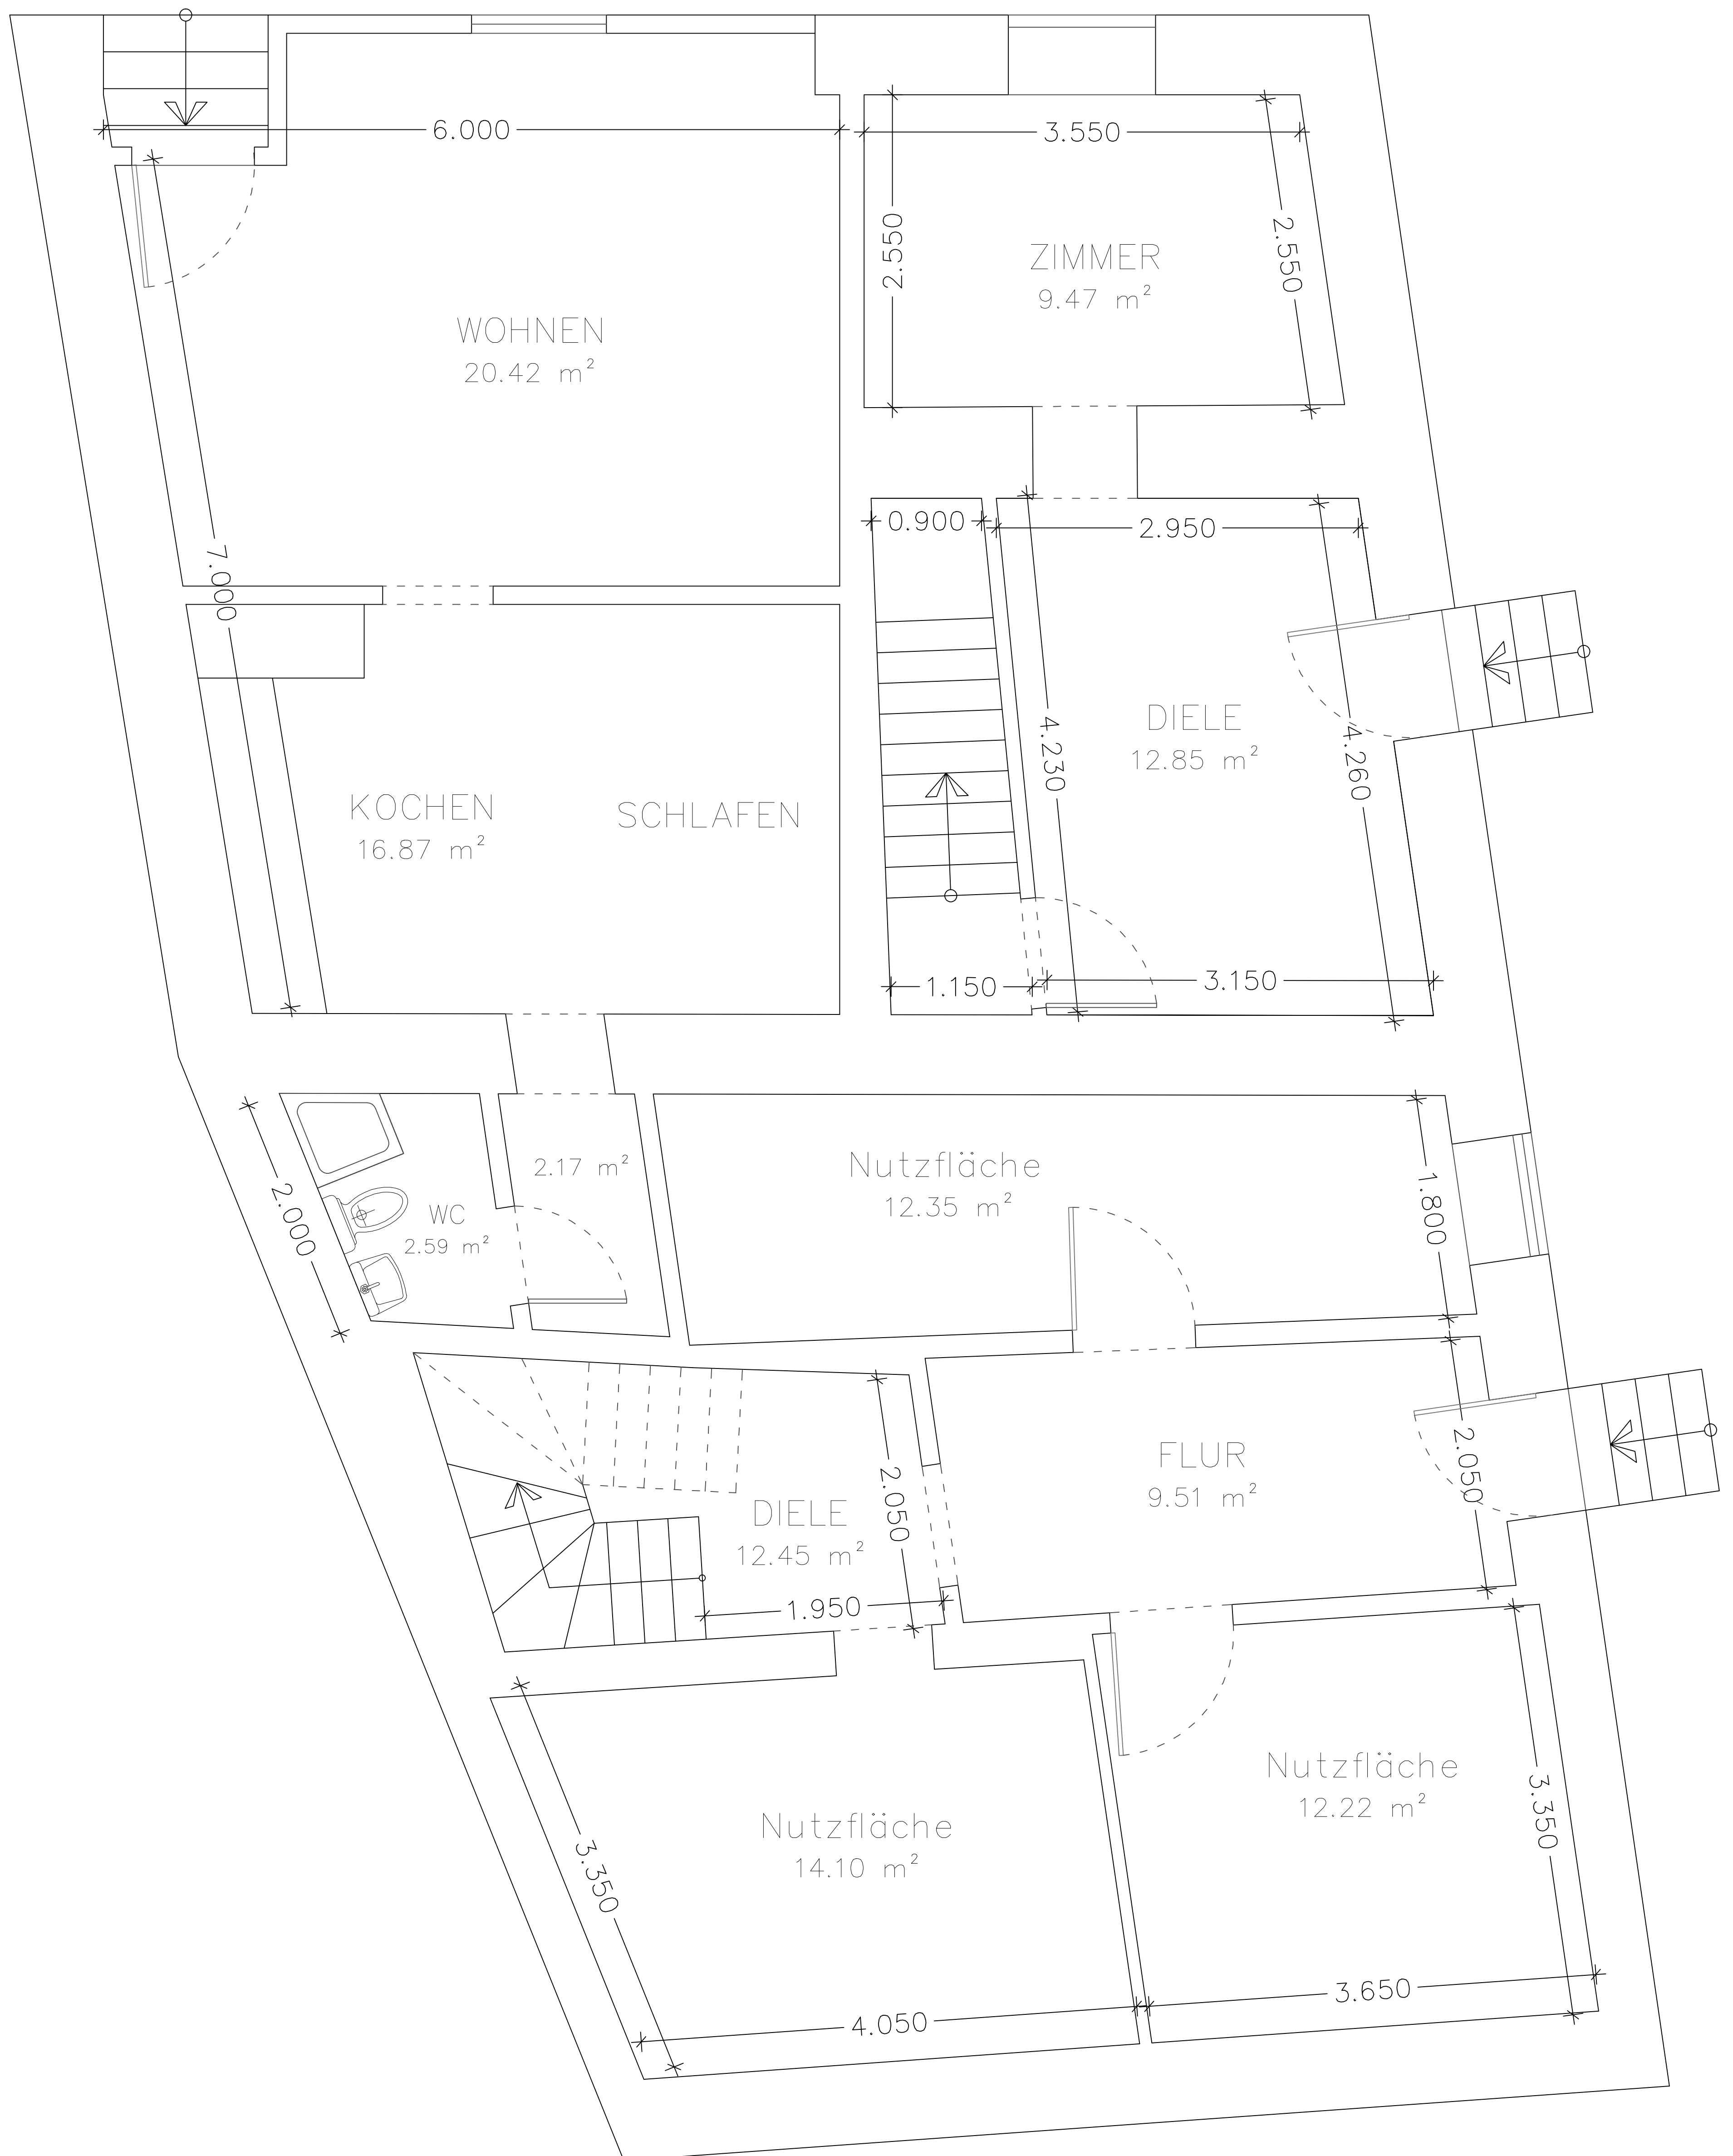 6.000
3.550
2.550
2.550
ZIMMER
9.47 m²
WOHNEN
20.42 m²
7.000
0.900
2.950
4.230
4.260
DIELE
12.85 m²
KOCHEN
16.87 m²
SCHLAFEN
1.150
3.150
2.000
2.17 m²
WC
2.59 m²
Nutzfläche
12.35 m²
1.800
FLUR
9.51 m²
2.050
2.050
DIELE
12.45 m²
1.950
Nutzfläche
12.22 m²
3.350
Nutzfläche
14.10 m²
3.350
3.650
4.050